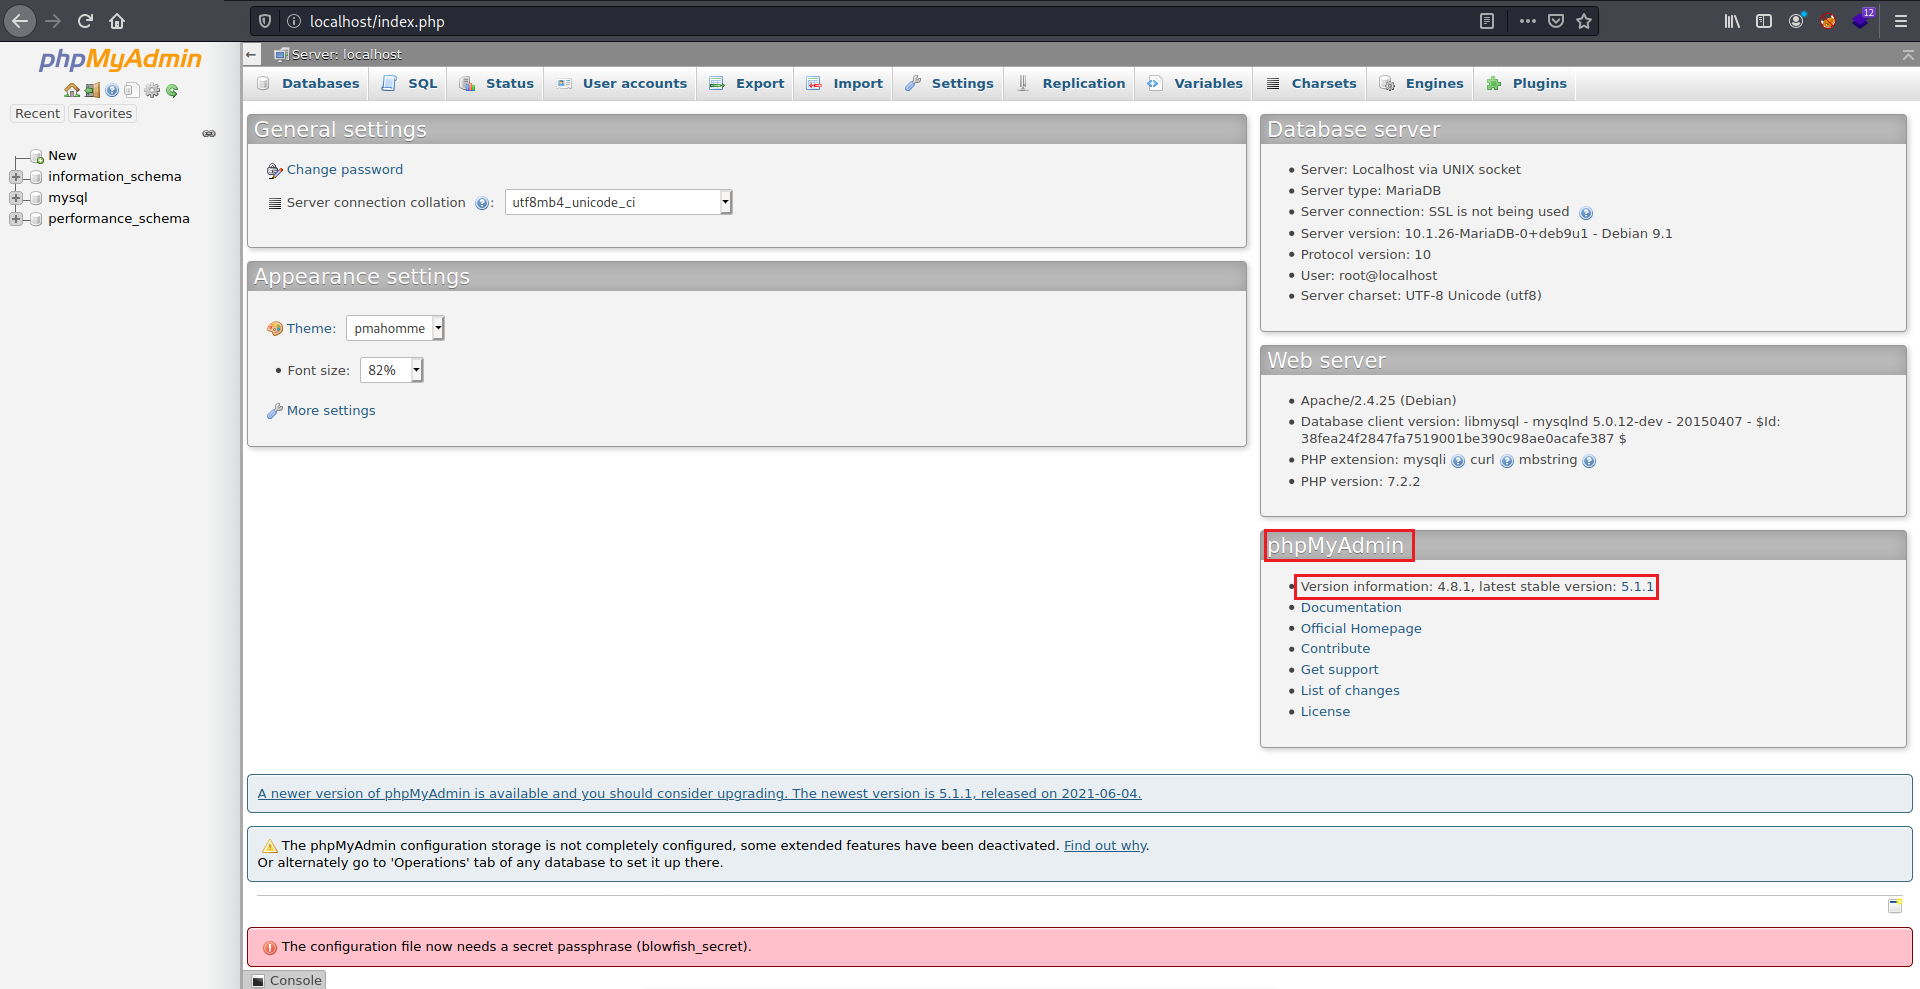 localhost/index.php
12
phpMyAdmin
Recent Favorites
New
information_schema
mysql
performance_schema
Server: localhost
Databases SQL Status User accounts Export Import Settings Replication Variables Charsets Engines Plugins
General settings
Change password
Server connection collation : utf8mb4_unicode_ci
Appearance settings
Theme: pmahomme
Font size: 82%
More settings
Database server
Server: Localhost via UNIX socket
Server type: MariaDB
Server connection: SSL is not being used
Server version: 10.1.26-MariaDB-0+deb9u1 - Debian 9.1
Protocol version: 10
User: root@localhost
Server charset: UTF-8 Unicode (utf8)
Web server
Apache/2.4.25 (Debian)
Database client version: libmysql - mysqlnd 5.0.12-dev - 20150407 - $Id:
38fea24f2847fa7519001be390c98ae0acafe387 $
PHP extension: mysqli curl mbstring
PHP version: 7.2.2
phpMyAdmin
Version information: 4.8.1, latest stable version: 5.1.1
Documentation
Official Homepage
Contribute
Get support
List of changes
License
A newer version of phpMyAdmin is available and you should consider upgrading. The newest version is 5.1.1, released on 2021-06-04.
The phpMyAdmin configuration storage is not completely configured, some extended features have been deactivated. Find out why.
Or alternately go to 'Operations' tab of any database to set it up there.
The configuration file now needs a secret passphrase (blowfish_secret).
Console